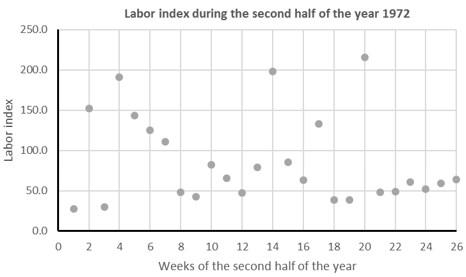 Labor index during the second half of the year 1972
250.0
200.0
150.0
100.0
50.0
0.0
Labor index
0 2 4 6 8 10 12 14 16 18 20 22 24 26
Weeks of the second half of the year